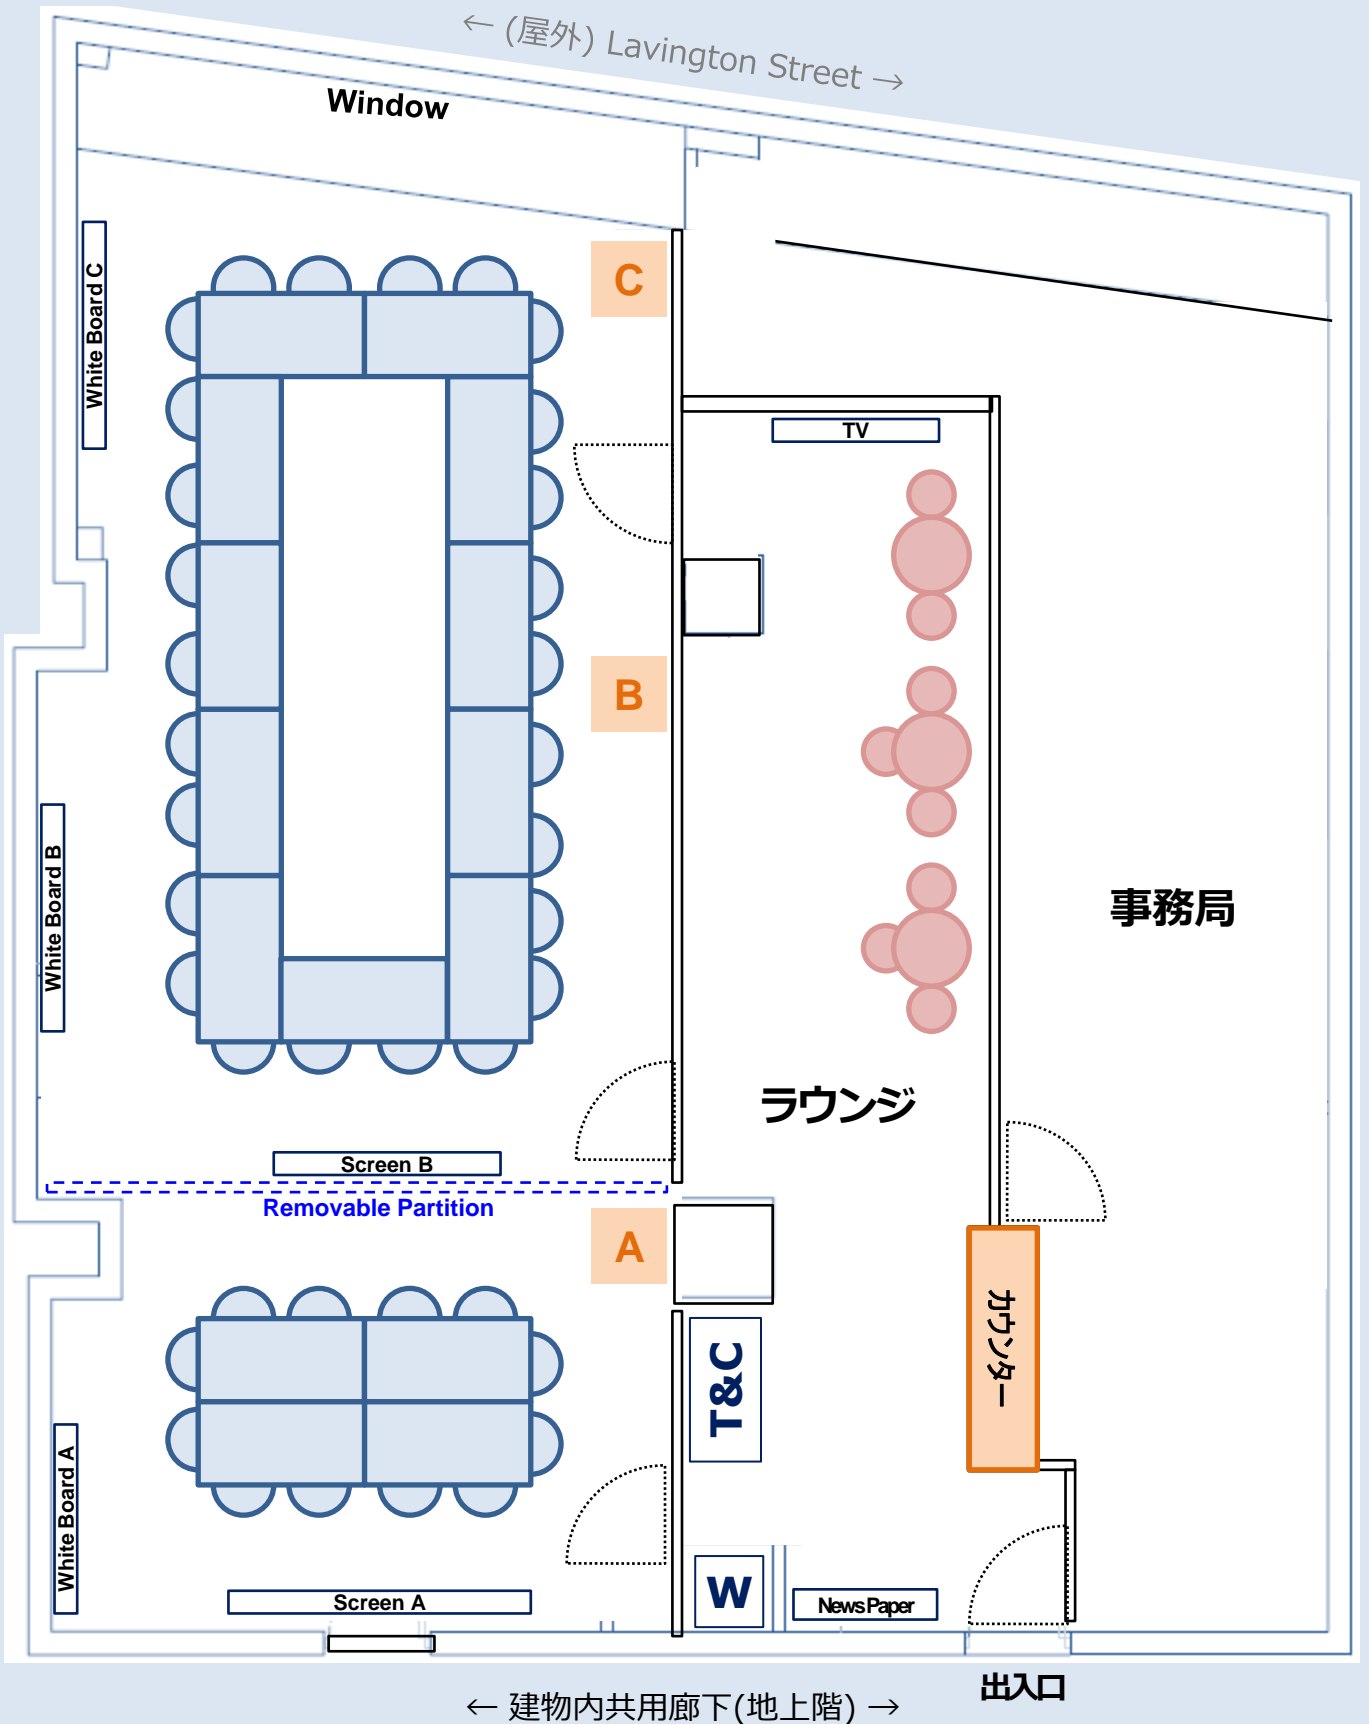 ← (屋外) Lavington Street →
Window
White Board C
C
TV
B
White Board B
事務局
ラウンジ
Screen B
Removable Partition
A
カウンター
T&C
White Board A
W
News Paper
Screen A
出入口
← 建物内共用廊下(地上階) →